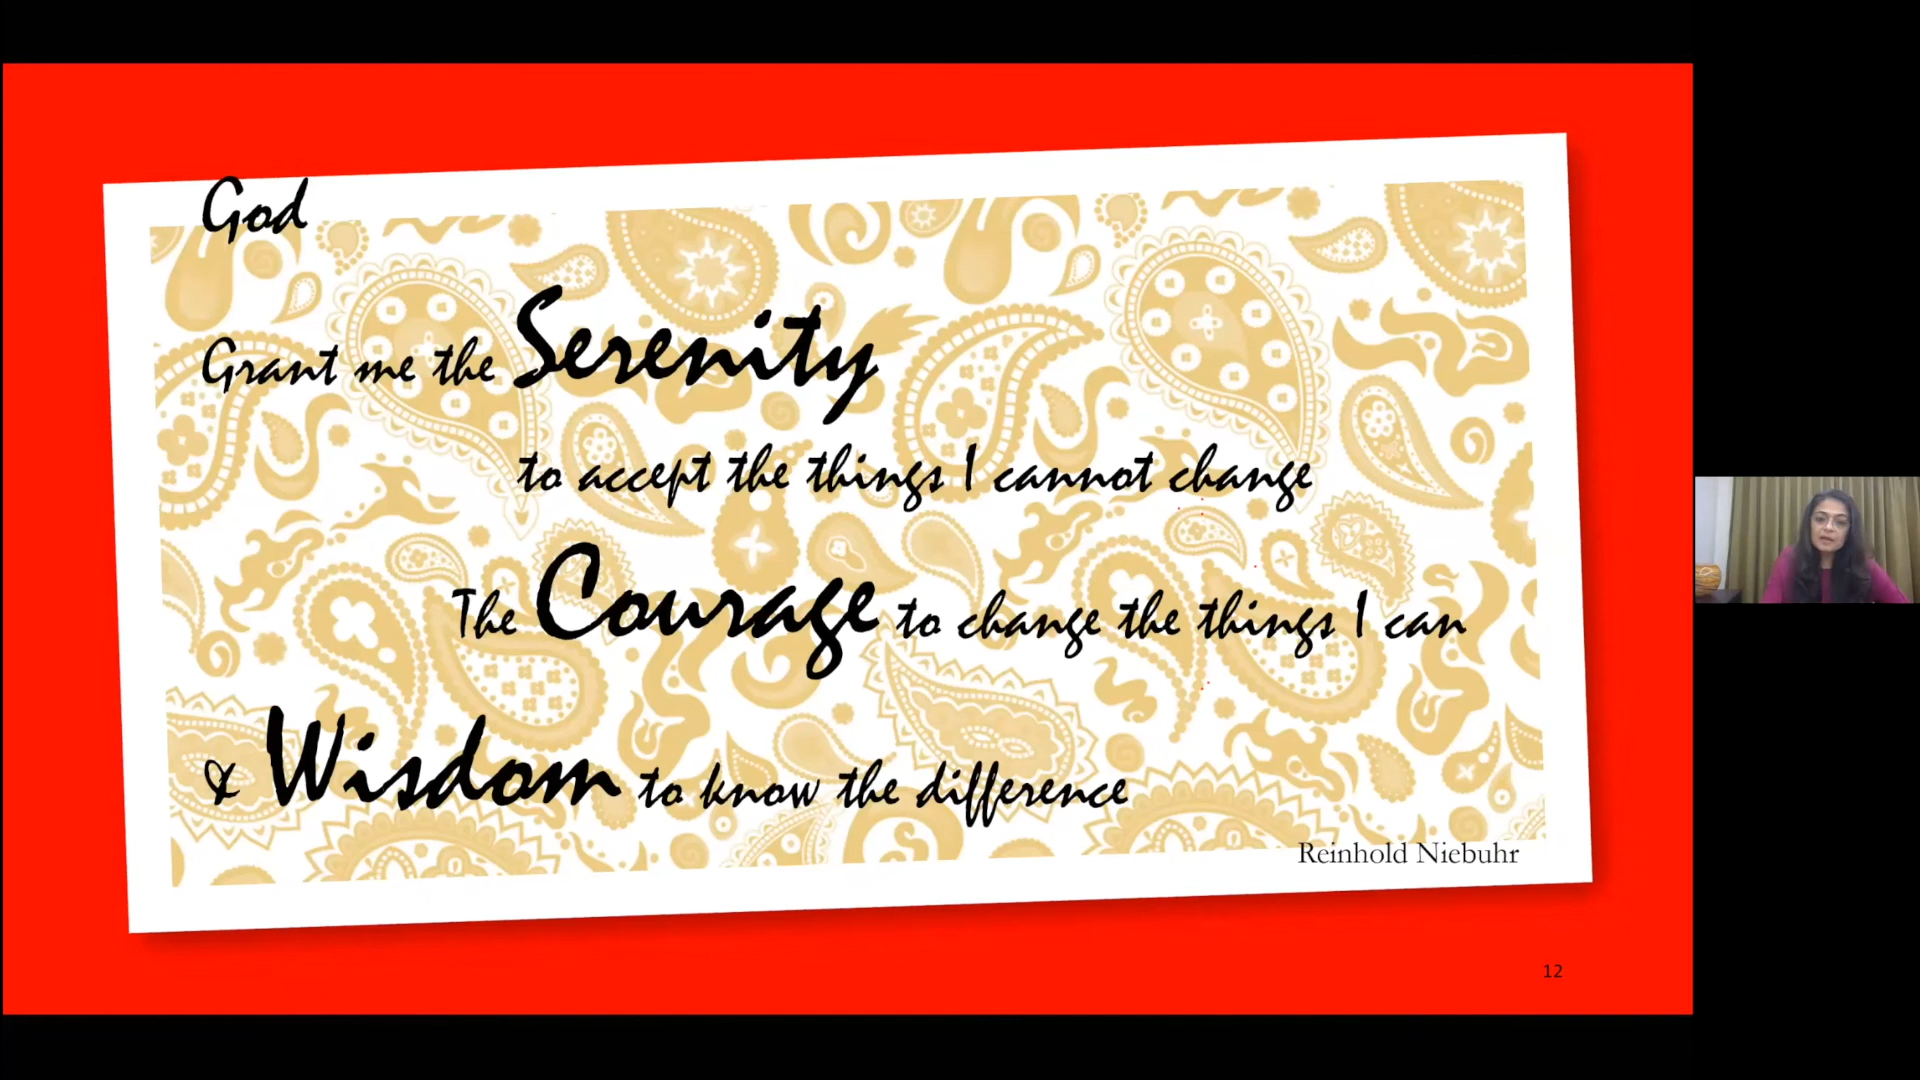 God
Grant me the Serenity
to accept the things I cannot change
The Courage to change the things I can
& Wisdom to know the difference
Reinhold Niebuhr
12